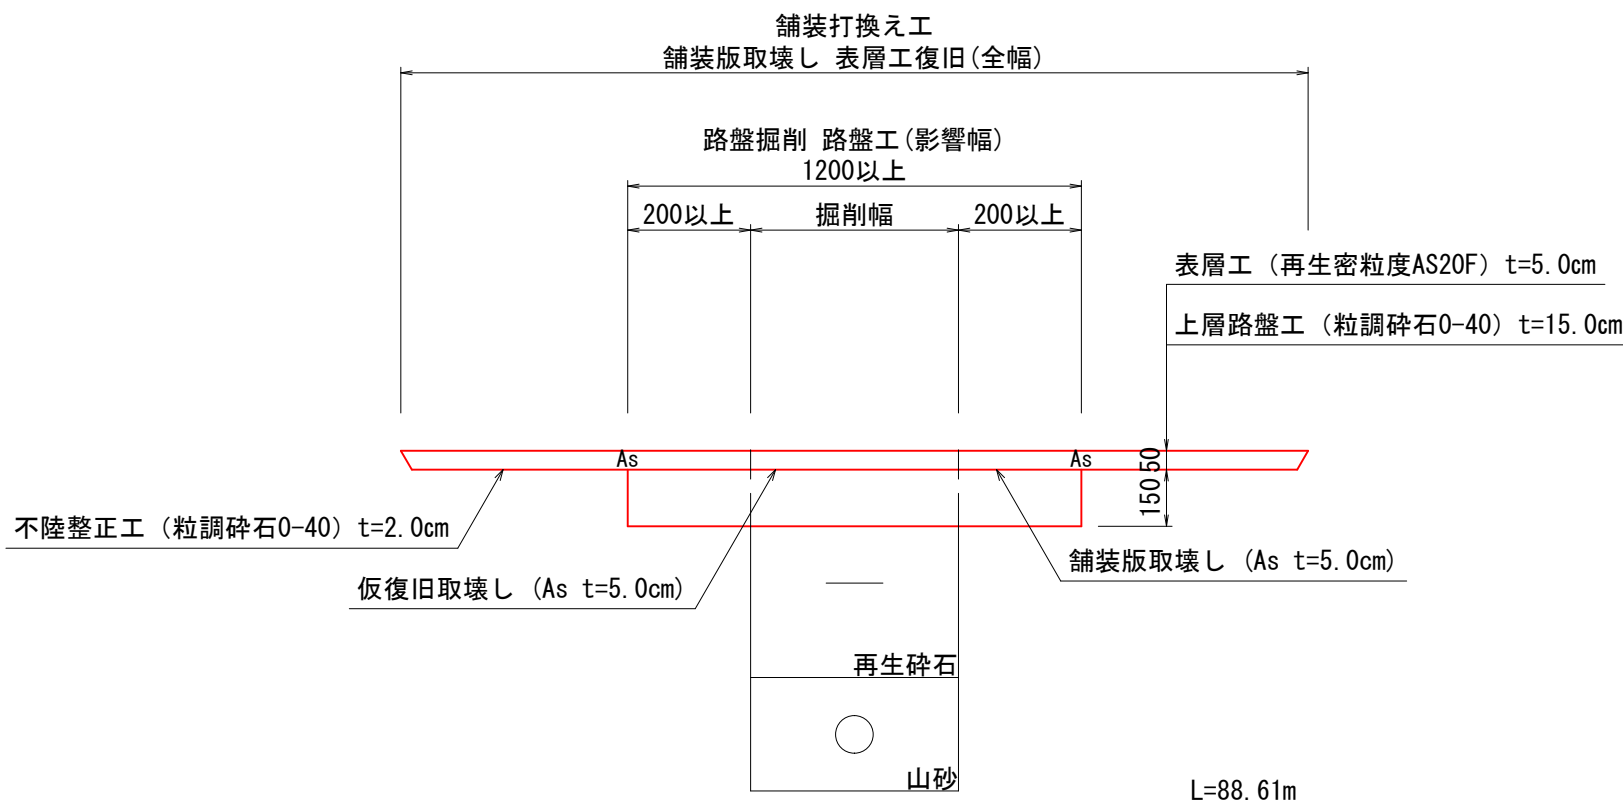 舗装打換え工
舗装版取壊し 表層工復旧(全幅)
路盤掘削 路盤工(影響幅)
1200以上
200以上 掘削幅 200以上
表層工 (再生密粒度AS20F) t=5.0cm
上層路盤工 (粒調砕石0-40) t=15.0cm
As As 50
150
不陸整正工 (粒調砕石0-40) t=2.0cm
舗装版取壊し (As t=5.0cm)
仮復旧取壊し (As t=5.0cm)
再生砕石
山砂
L=88.61m